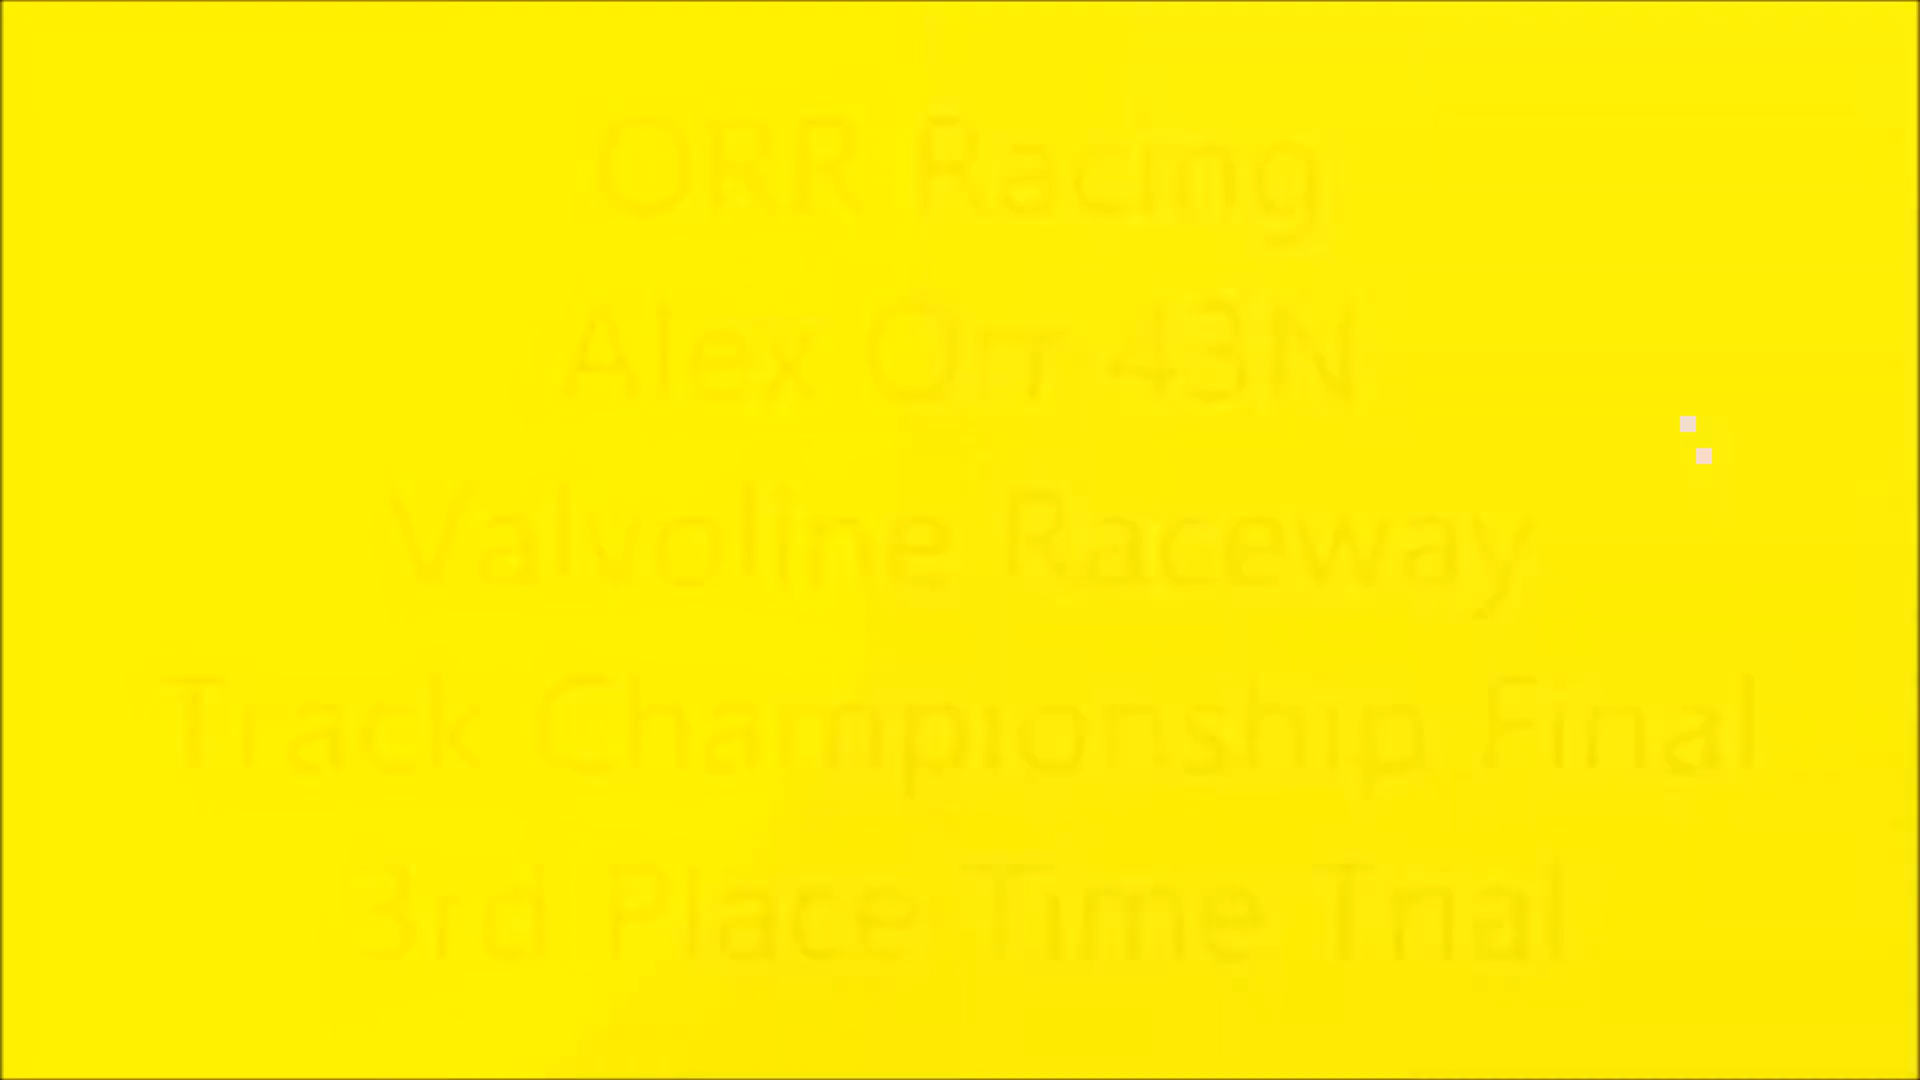 ORR Racing
Alex Orr 43N
Valvoline Raceway
Track Championship Final
3rd Place Time Trial